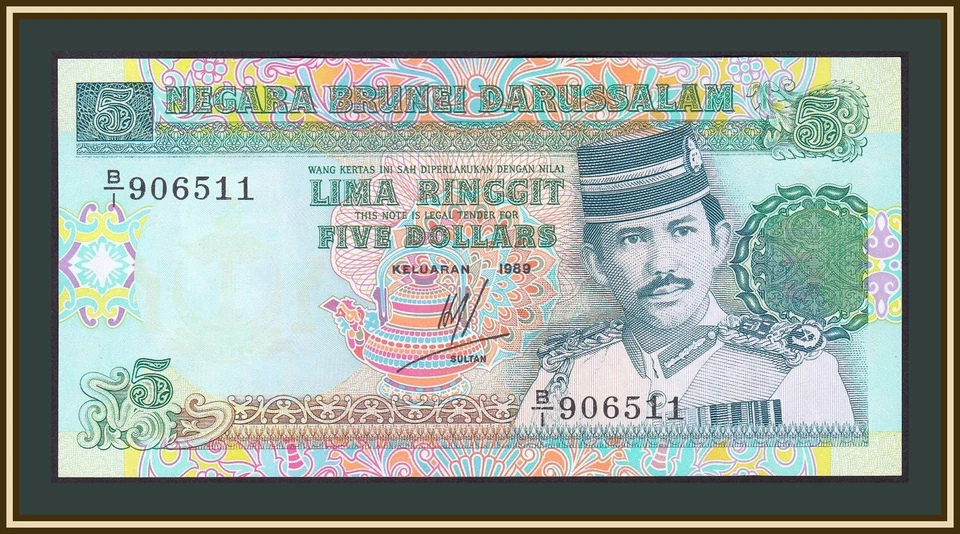 5 NEGARA BRUNEI DARUSSALAM 5
B/I 906511
WANG KERTAS INI SAH DIPERLAKUKAN DENGAN NILAI
LIMA RINGGIT
THIS NOTE IS LEGAL TENDER FOR
FIVE DOLLARS
KELUARAN 1989
SULTAN
5
B/I 906511